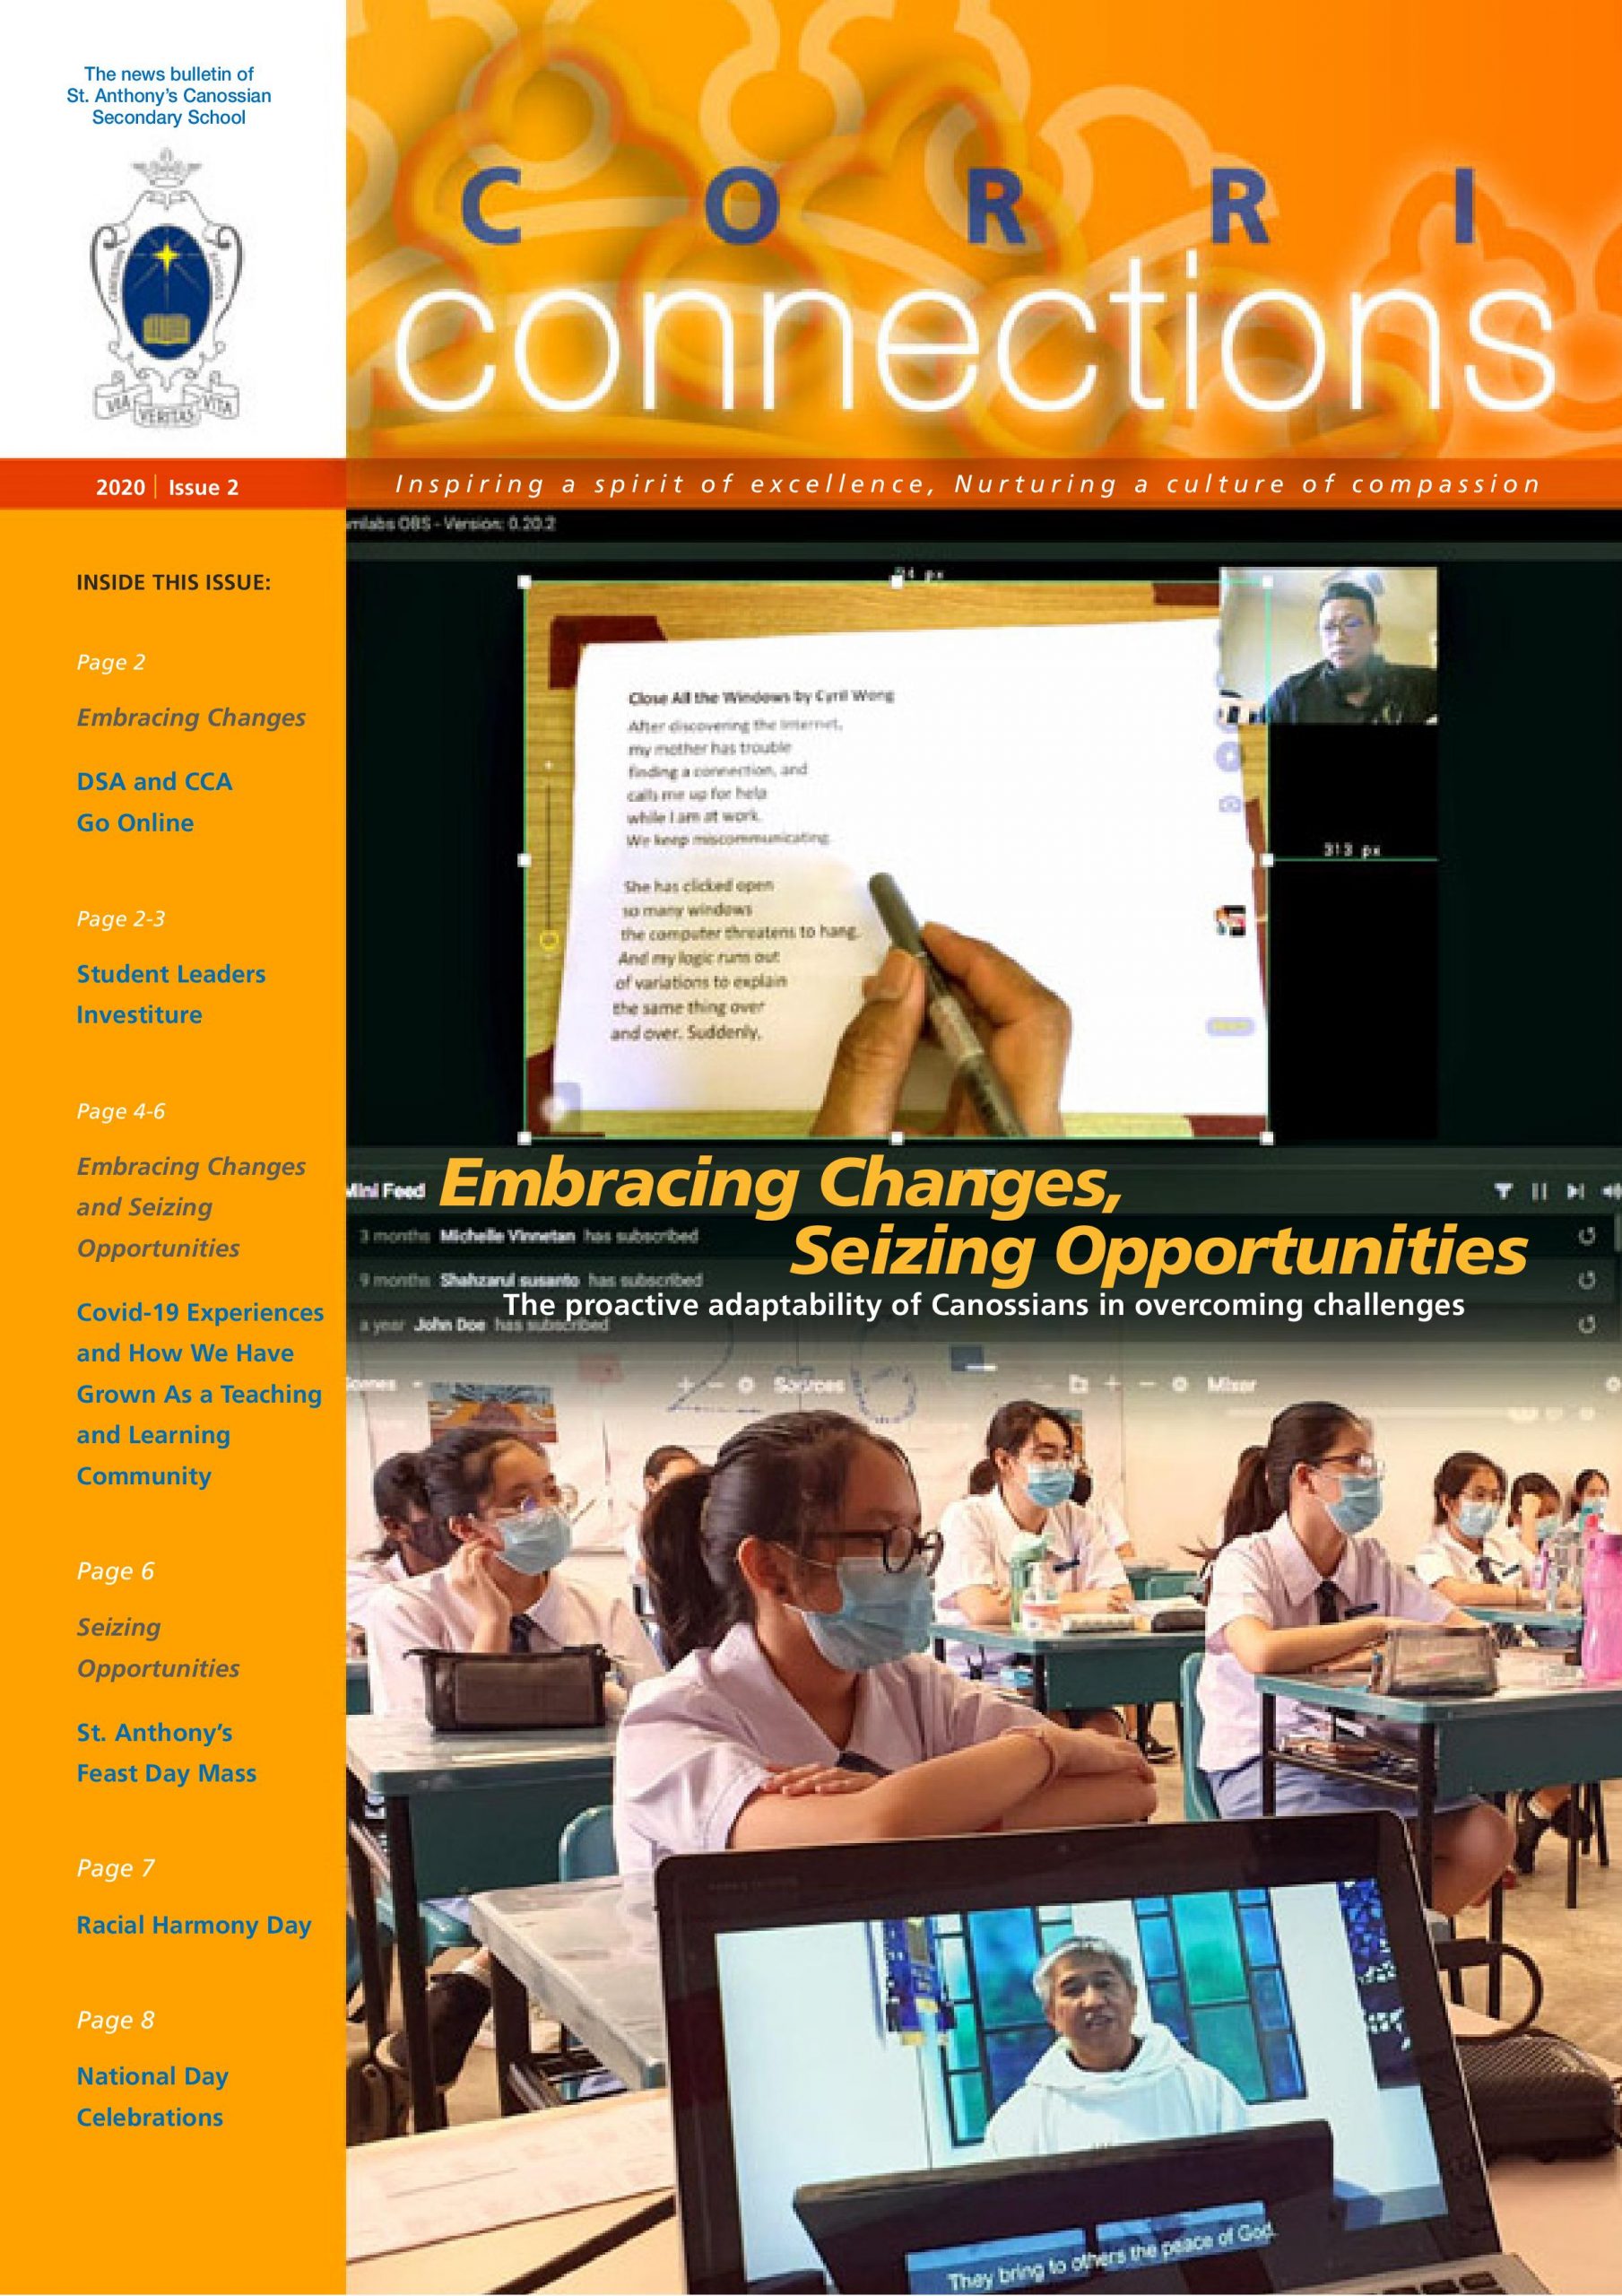 The news bulletin of
St. Anthony's Canossian
Secondary School
VIA VERITAS VITA
C O R R I
connections
2020 | Issue 2
Inspiring a spirit of excellence, Nurturing a culture of compassion
INSIDE THIS ISSUE:
Page 2
Embracing Changes
DSA and CCA
Go Online
Page 2-3
Student Leaders
Investiture
Page 4-6
Embracing Changes
and Seizing
Opportunities
Covid-19 Experiences
and How We Have
Grown As a Teaching
and Learning
Community
Page 6
Seizing
Opportunities
St. Anthony's
Feast Day Mass
Page 7
Racial Harmony Day
Page 8
National Day
Celebrations
mlabs OBS - Version: 0.20.2
px
Close All the Windows by Cyril Wong
After discovering the Internet,
my mother has trouble
finding a connection, and
calls me up for help
while I am at work.
We keep miscommunicating.
313 px
She has clicked open
so many windows
the computer threatens to hang.
And my logic runs out
of variations to explain
the same thing over
and over. Suddenly,
Embracing Changes,
Seizing Opportunities
The proactive adaptability of Canossians in overcoming challenges
Mini Feed
3 months Michelle Vinnetan has subscribed
9 months Shahzarul susanto has subscribed
a year John Doe has subscribed
Sources
Mixer
They bring to others the peace of God.